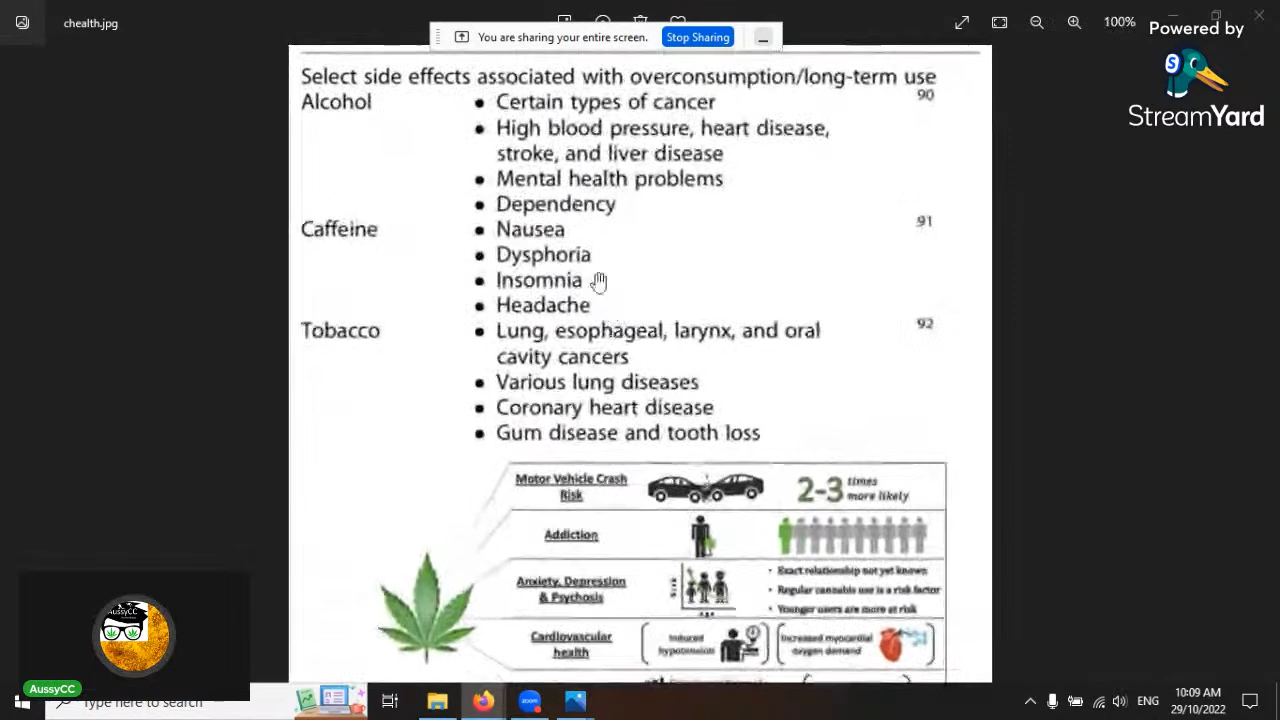 chealth.jpg
100%
You are sharing your entire screen.
Stop Sharing
Powered by
StreamYard
Select side effects associated with overconsumption/long-term use
Alcohol
• Certain types of cancer
90
• High blood pressure, heart disease,
stroke, and liver disease
• Mental health problems
• Dependency
Caffeine
• Nausea
91
• Dysphoria
• Insomnia
• Headache
Tobacco
• Lung, esophageal, larynx, and oral
92
cavity cancers
• Various lung diseases
• Coronary heart disease
• Gum disease and tooth loss
Motor Vehicle Crash
Risk
2-3 times
more likely
Addiction
Anxiety, Depression
& Psychosis
• Exact relationship not yet known
• Regular cannabis use is a risk factor
• Younger users are more at risk
Cardiovascular
health
Induced
hypotension
Increased myocardial
oxygen demand
AussyCC
AussyCC
Type here to search
zoom
ENG
10:09 AM
29/10/2022